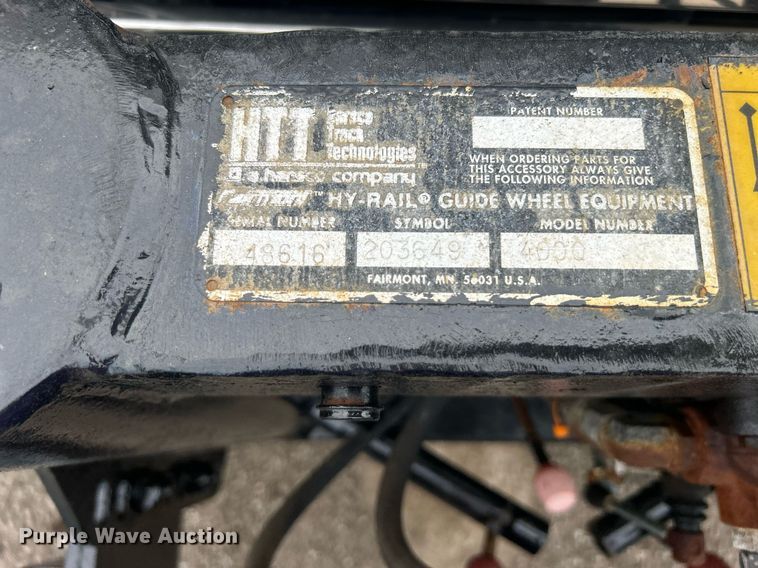 HTT Harsco Track Technologies
a harsco company
PATENT NUMBER
WHEN ORDERING PARTS FOR
THIS ACCESSORY ALWAYS GIVE
THE FOLLOWING INFORMATION
Fairmont HY-RAIL® GUIDE WHEEL EQUIPMENT
SERIAL NUMBER SYMBOL MODEL NUMBER
48616 203649 4000
FAIRMONT, MN, 56031 U.S.A.
Purple Wave Auction